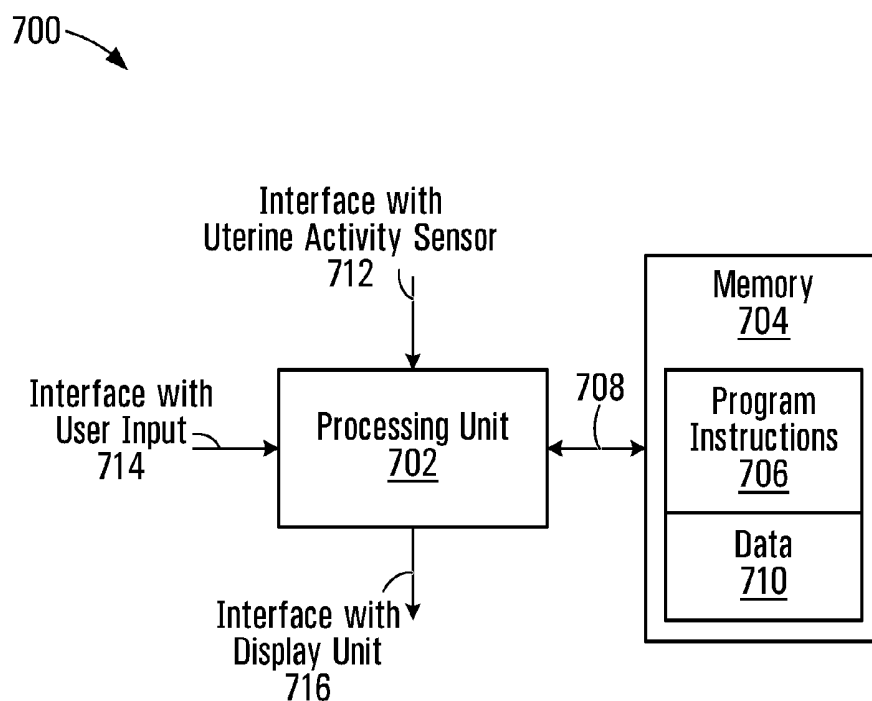 700
Interface with
Uterine Activity Sensor
712
Memory
704
Interface with
User Input
714
Processing Unit
702
708
Program
Instructions
706
Data
710
Interface with
Display Unit
716